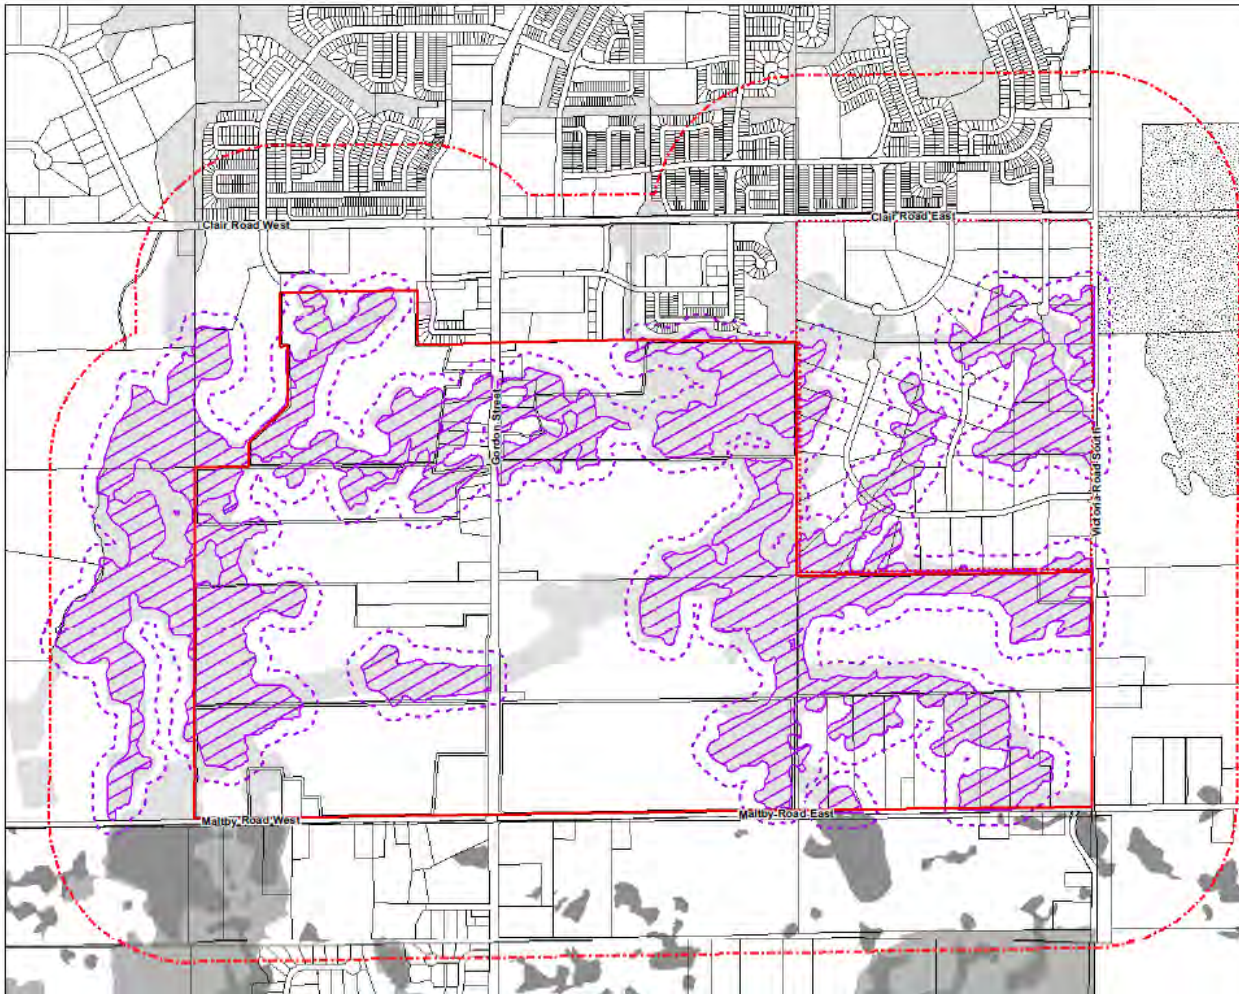 Clair Road West
Clair Road East
Gordon Street
Victoria Road South
Maltby Road West
Maltby Road East